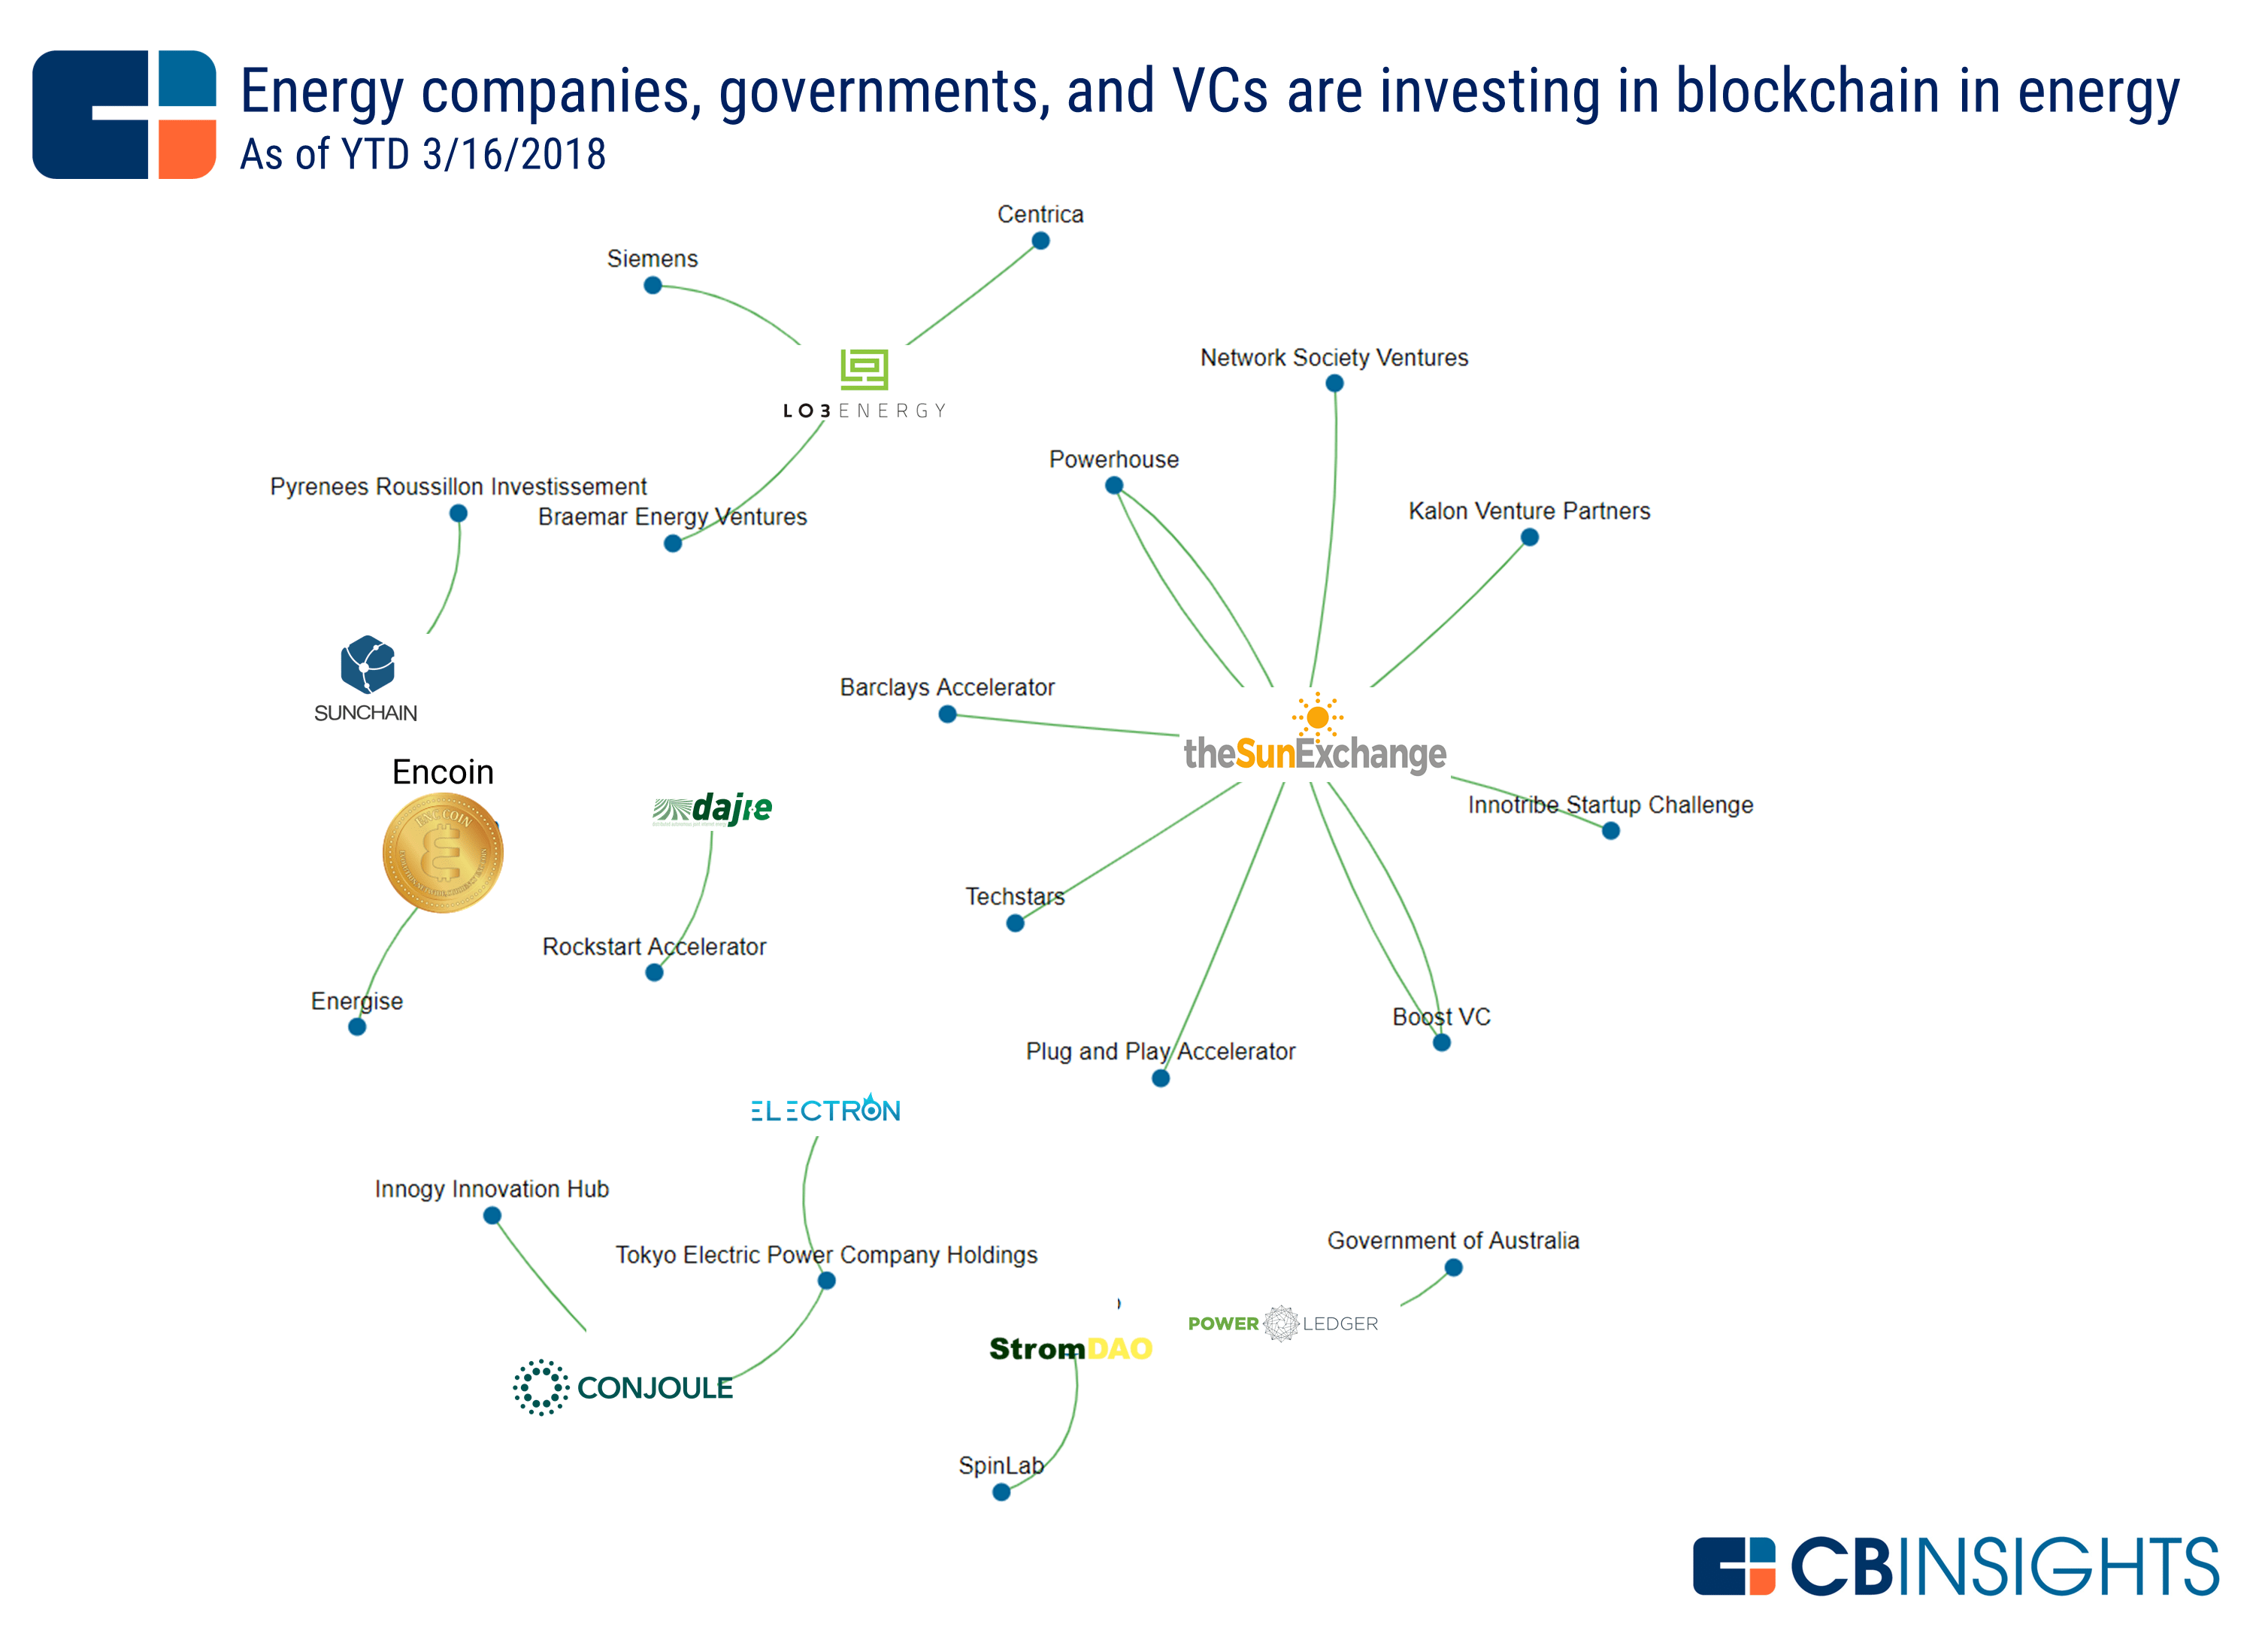 Energy companies, governments, and VCs are investing in blockchain in energy
As of YTD 3/16/2018
Centrica
Siemens
LO3ENERGY
Network Society Ventures
Powerhouse
Pyrenees Roussillon Investissement
Braemar Energy Ventures
Kalon Venture Partners
SUNCHAIN
Barclays Accelerator
theSunExchange
Encoin
dajie
Innotribe Startup Challenge
Techstars
Rockstart Accelerator
Energise
Boost VC
Plug and Play Accelerator
ELECTRON
Innogy Innovation Hub
Tokyo Electric Power Company Holdings
Government of Australia
POWER LEDGER
StromDAO
CONJOULE
SpinLab
CBINSIGHTS